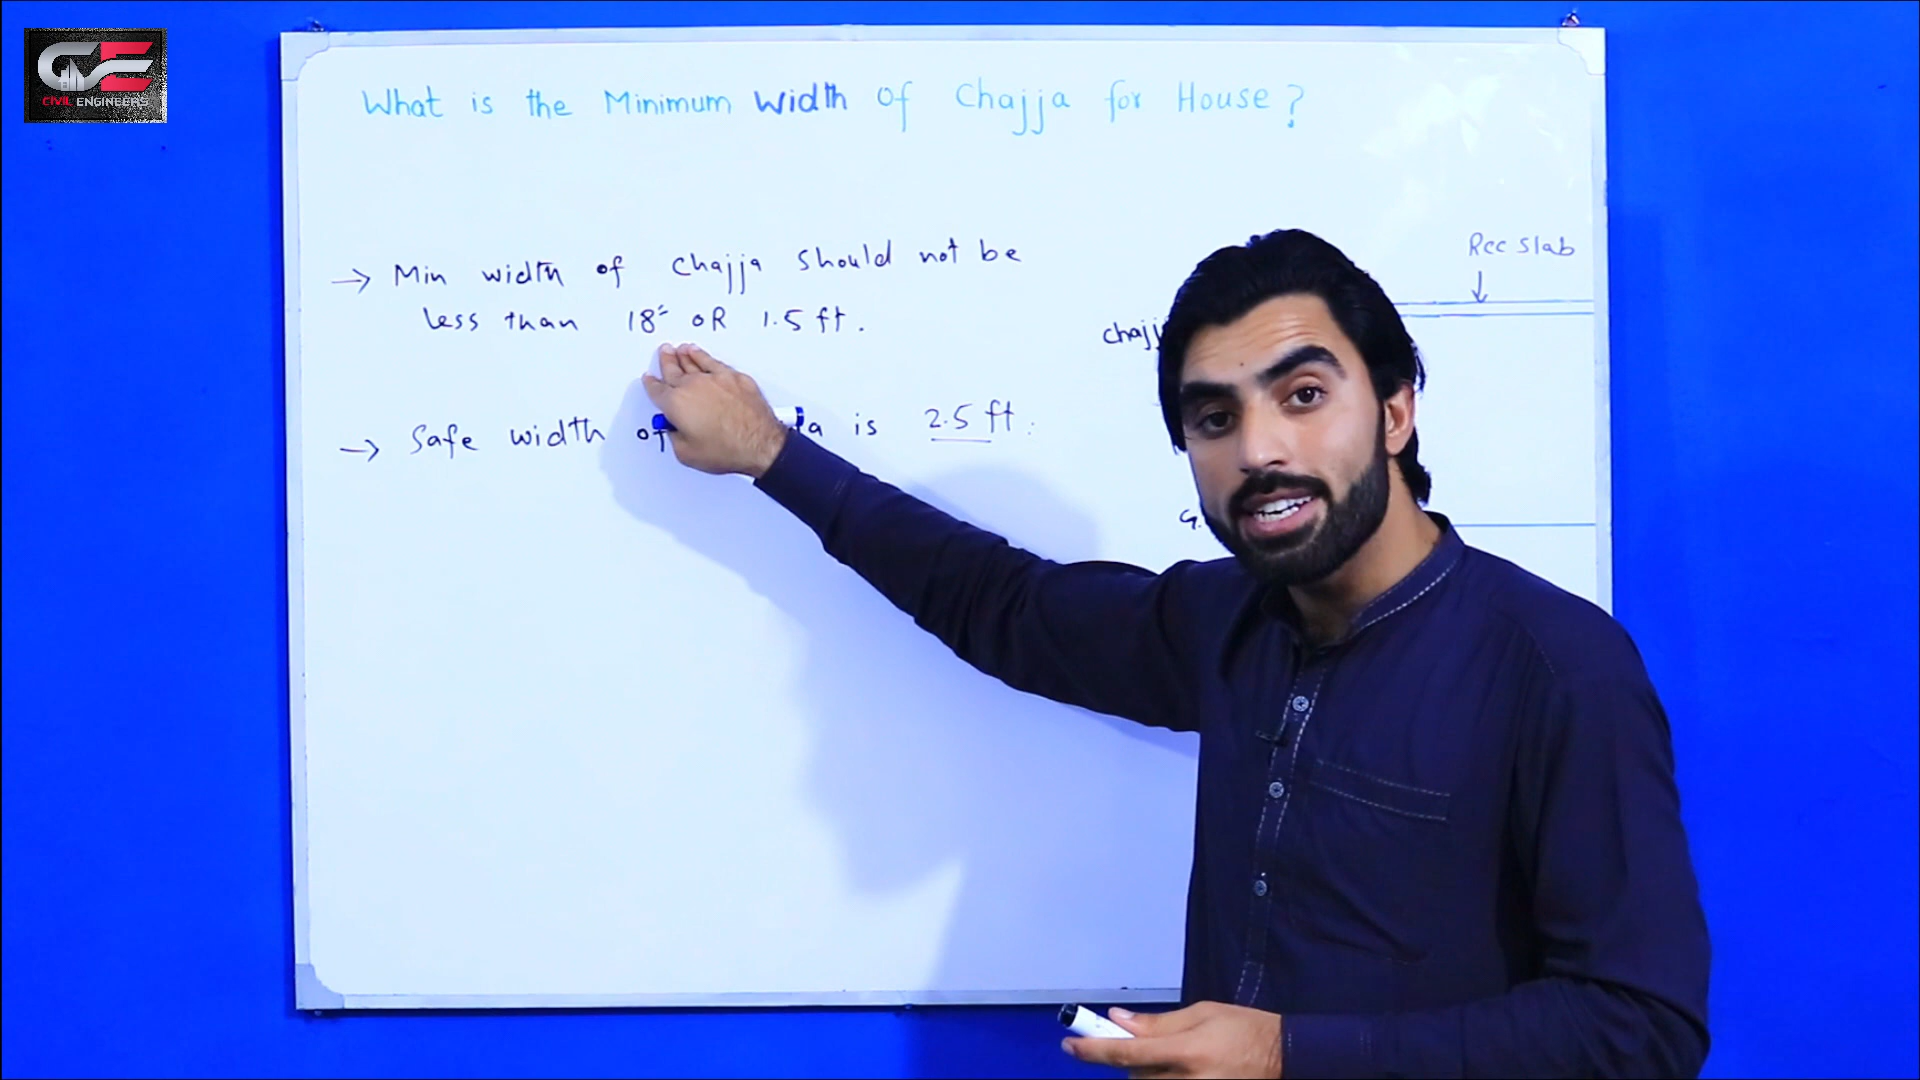 CIVIL ENGINEERS
What is the Minimum Width of Chajja for House?
→ Min width of Chajja should not be
less than 18" OR 1.5 ft.
→ Safe width of is 2.5 ft.
Rcc slab